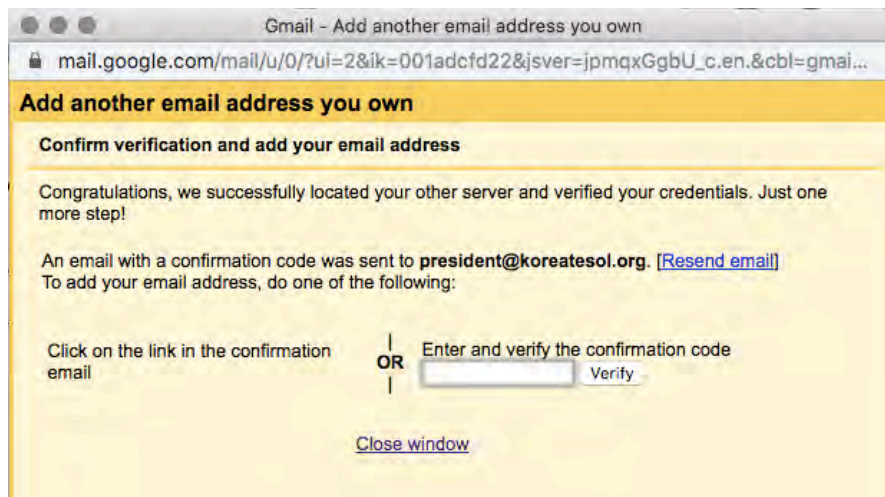 Gmail - Add another email address you own
mail.google.com/mail/u/0/?ui=2&ik=001adcfd22&jsver=jpmqxGgbU_c.en.&cbl=gmai...
Add another email address you own
Confirm verification and add your email address
Congratulations, we successfully located your other server and verified your credentials. Just one
more step!
An email with a confirmation code was sent to president@koreatesol.org. [Resend email]
To add your email address, do one of the following:
Click on the link in the confirmation
email
OR
Enter and verify the confirmation code
Verify
Close window